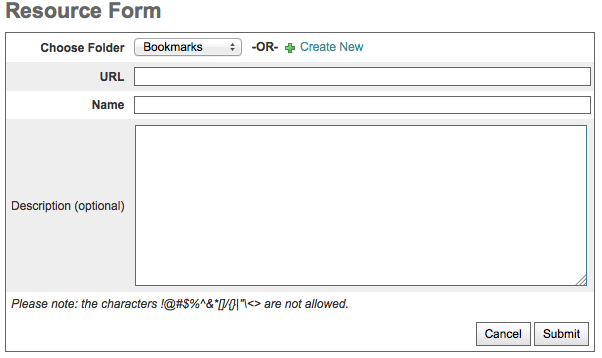 Resource Form
Choose Folder Bookmarks -OR- Create New
URL
Name
Description (optional)
Please note: the characters !@#$%^&*[]/{}|"\<> are not allowed.
Cancel Submit